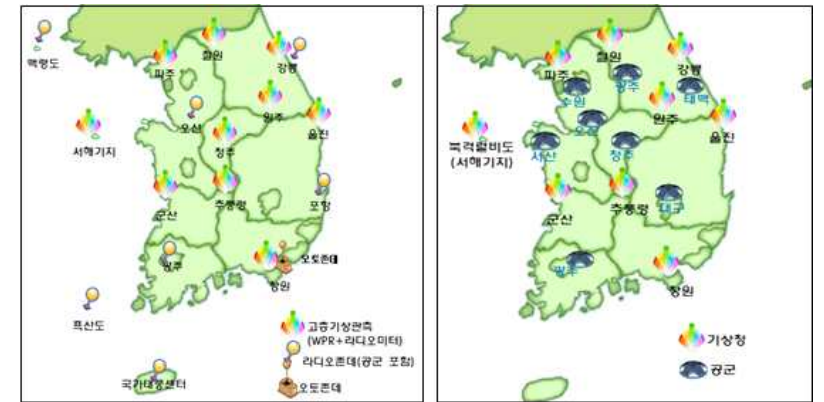 백령도
철원
파주
강릉
원주
오산
울진
서해기지
청주
군산
추풍령
포항
광주
오토존데
창원
흑산도
고층기상관측
(WPR+라디오미터)
라디오존데(공군 포함)
국가태풍센터
오토존데
철원
파주
강릉
수원
태백
원주
오산
울진
북격렬비도
(서해기지)
서산
청주
군산
추풍령
대구
광주
창원
기상청
공군